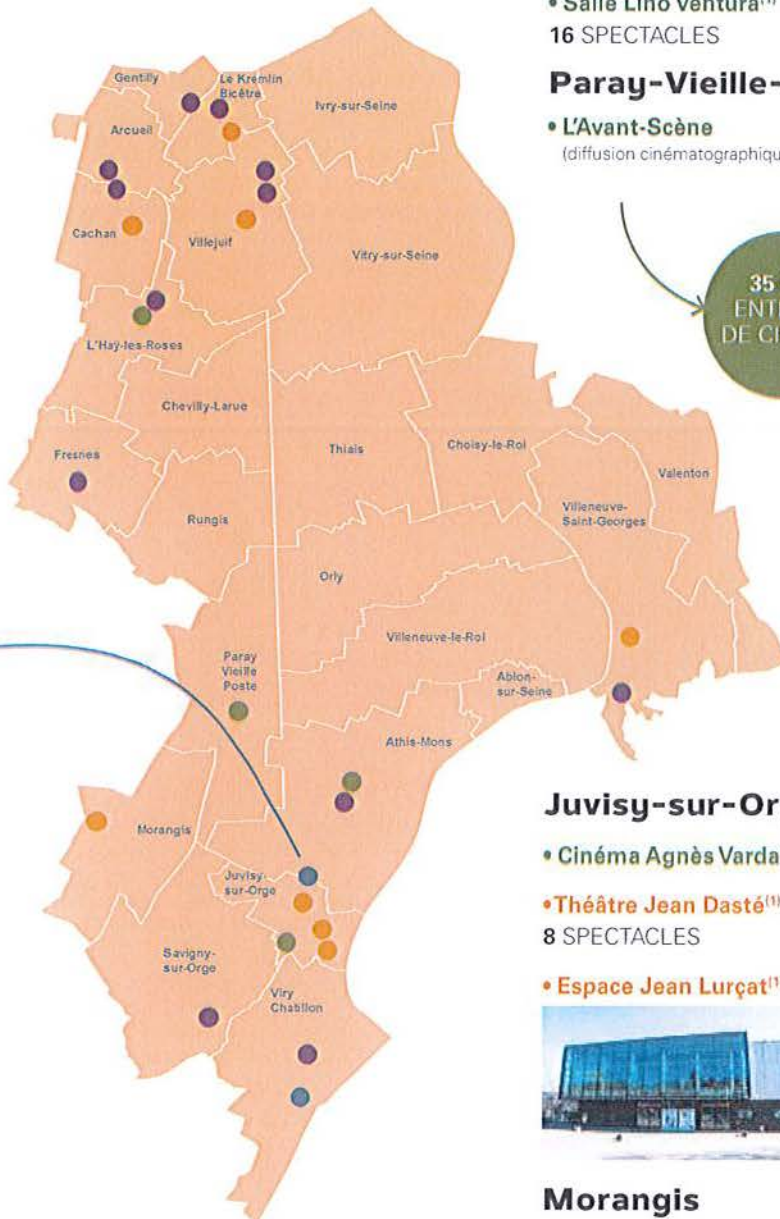 • Salle Lino Ventura(1)
16 SPECTACLES
Paray-Vieille-
• L'Avant-Scène
(diffusion cinématographiqu
35
ENT
DE CI
Gentilly
Le Kremlin
Bicêtre
Ivry-sur-Seine
Arcueil
Cachan
Villejuif
Vitry-sur-Seine
L'Haÿ-les-Roses
Chevilly-Larue
Thiais
Choisy-le-Roi
Valenton
Fresnes
Rungis
Villeneuve-
Saint-Georges
Orly
Villeneuve-le-Roi
Paray
Vieille
Poste
Ablon-
sur-Seine
Athis-Mons
Morangis
Juvisy-
sur-Orge
Savigny-
sur-Orge
Viry
Chatillon
Juvisy-sur-Or
• Cinéma Agnès Varda
• Théâtre Jean Dasté(1)
8 SPECTACLES
• Espace Jean Lurçat(1
Morangis